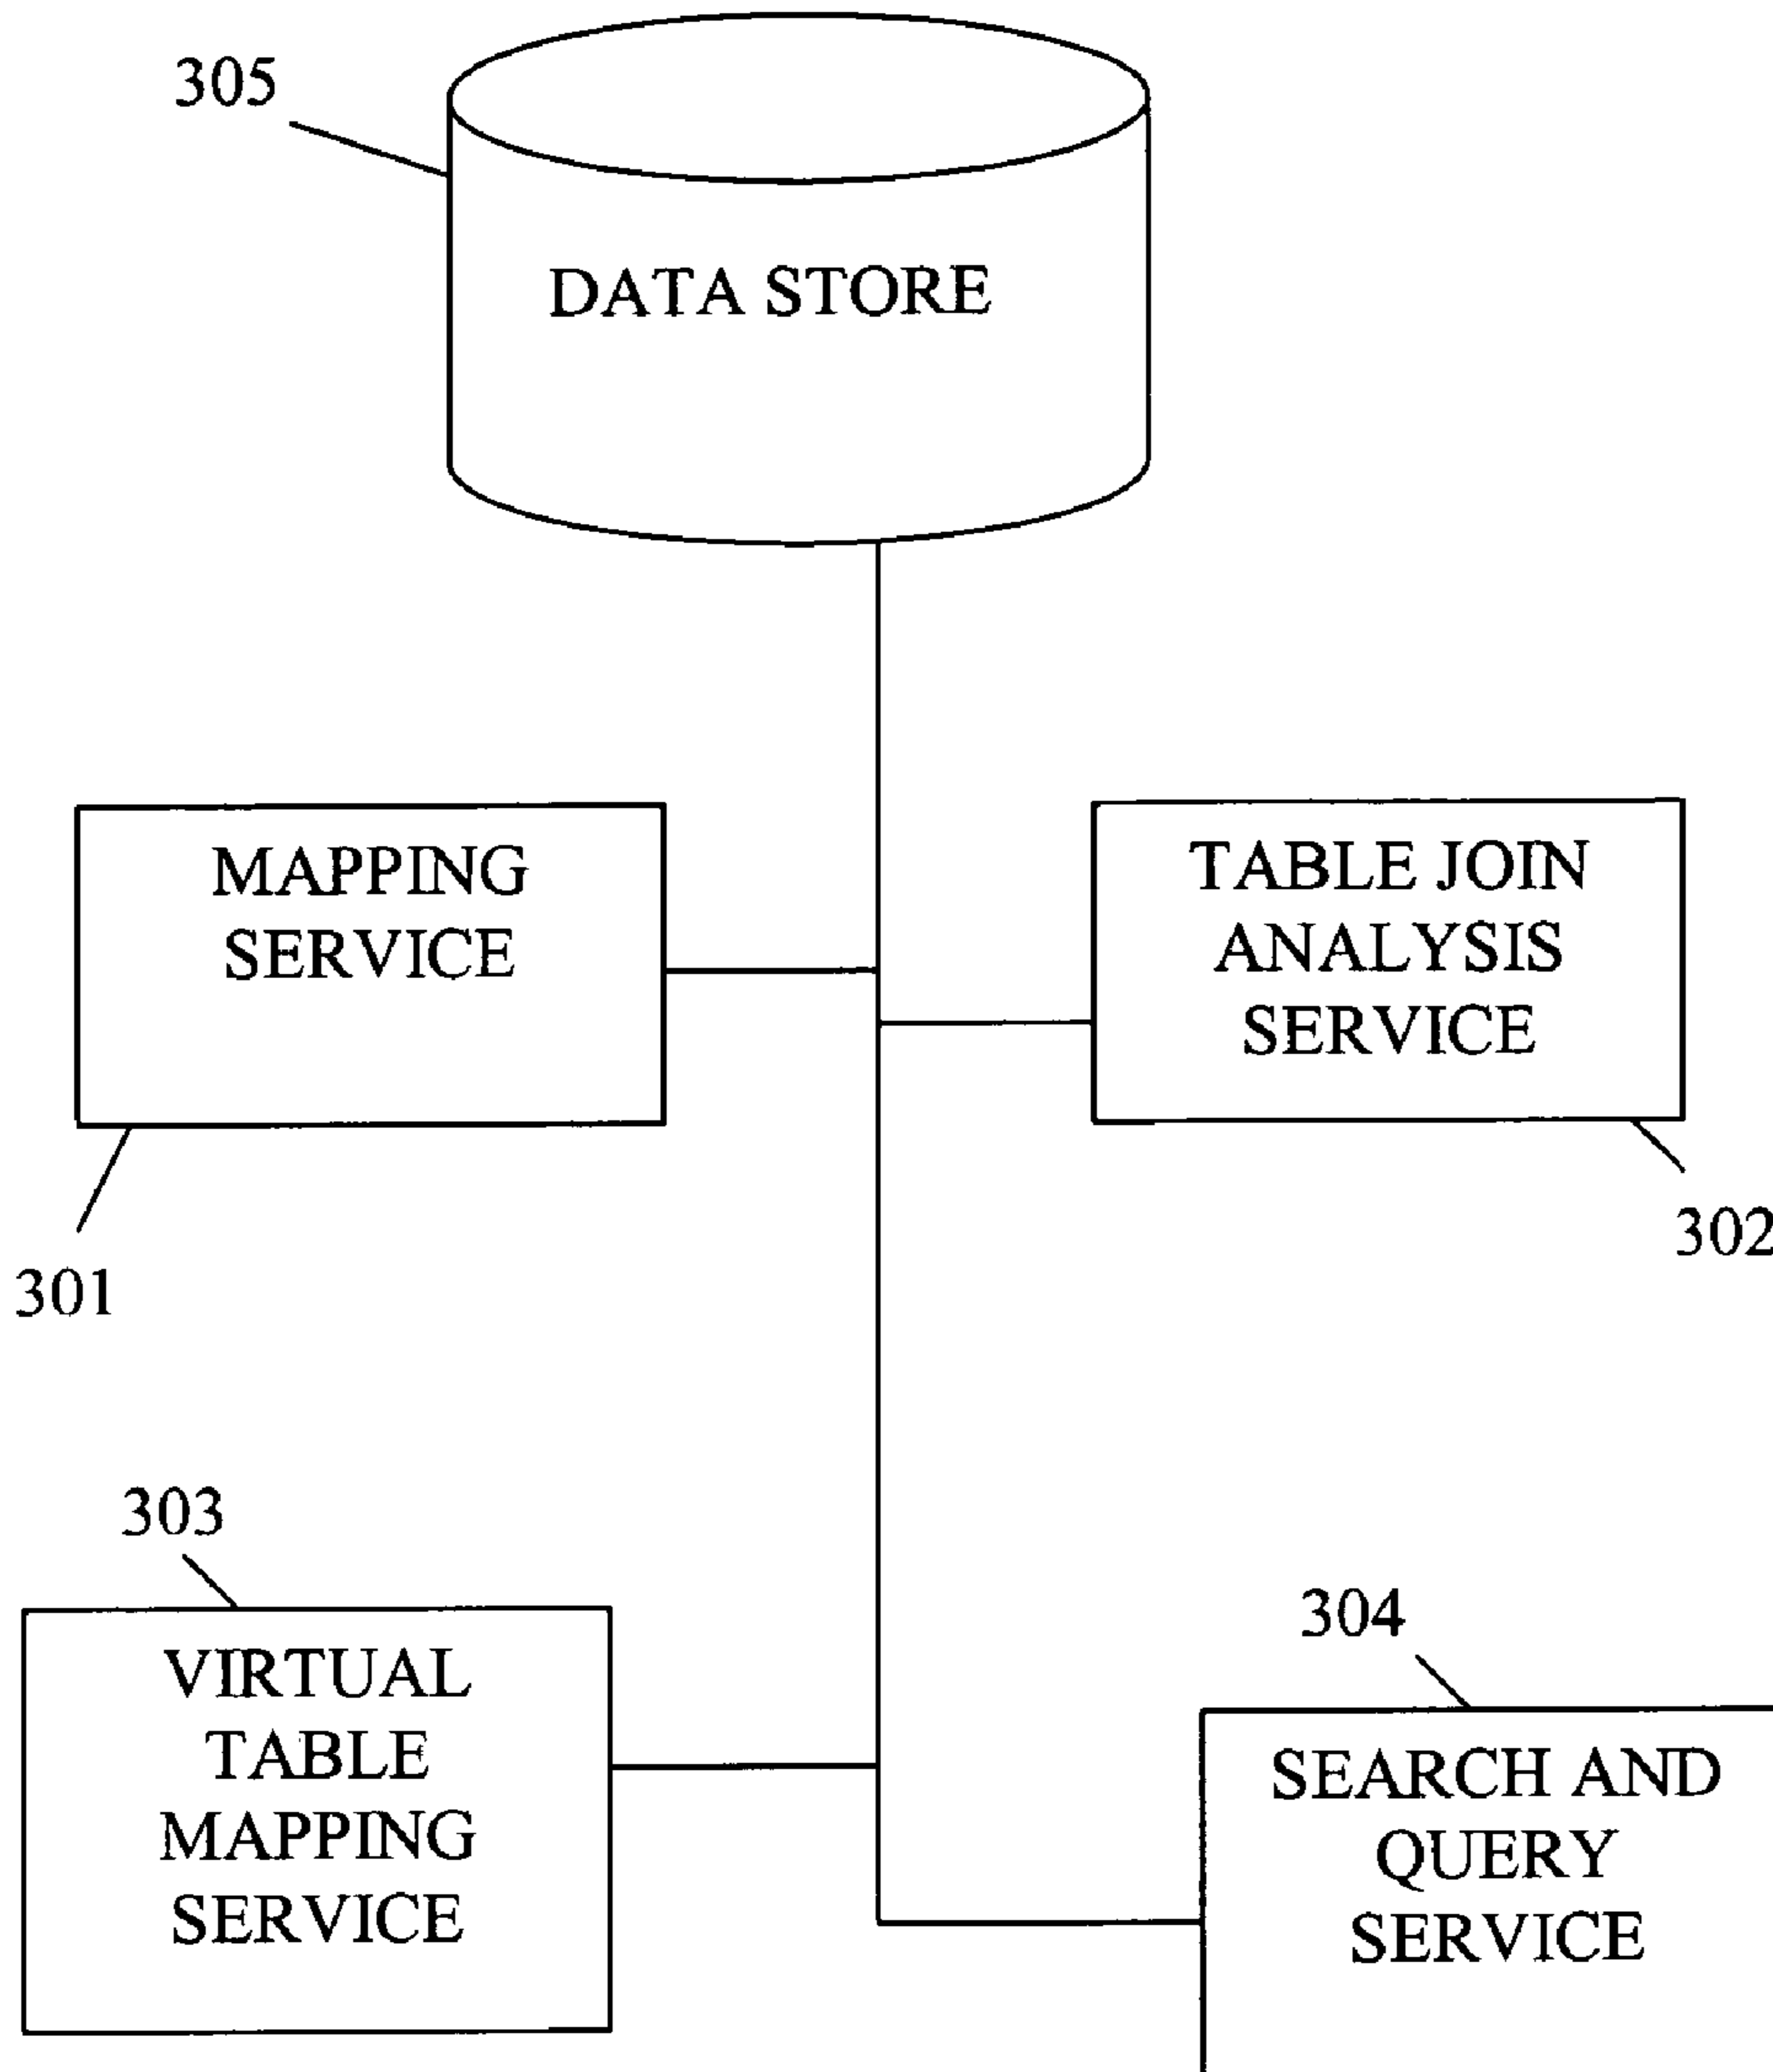 305
DATA STORE
MAPPING
SERVICE
TABLE JOIN
ANALYSIS
SERVICE
301
302
303
VIRTUAL
TABLE
MAPPING
SERVICE
304
SEARCH AND
QUERY
SERVICE